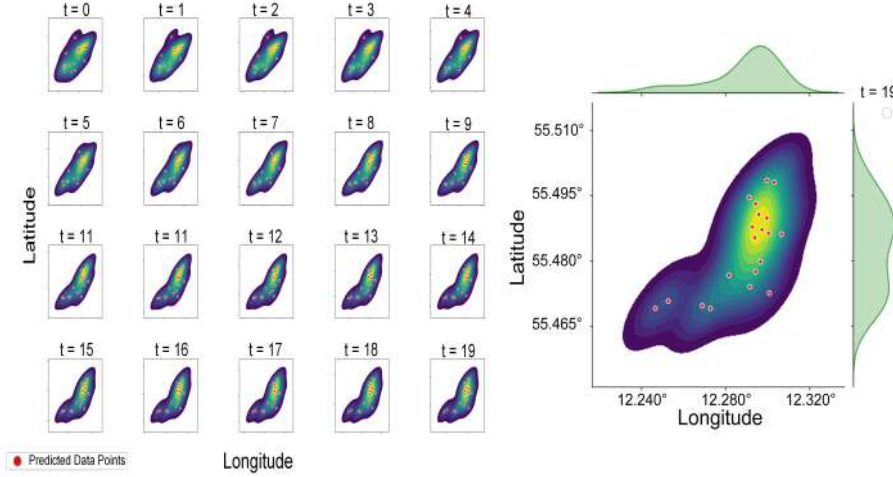 t = 0 t = 1 t = 2 t = 3 t = 4
t = 5 t = 6 t = 7 t = 8 t = 9
Latitude
t = 11 t = 11 t = 12 t = 13 t = 14
t = 15 t = 16 t = 17 t = 18 t = 19
Predicted Data Points
Longitude
t = 19
55.510°
55.495°
55.480°
55.465°
Latitude
12.240° 12.280° 12.320°
Longitude